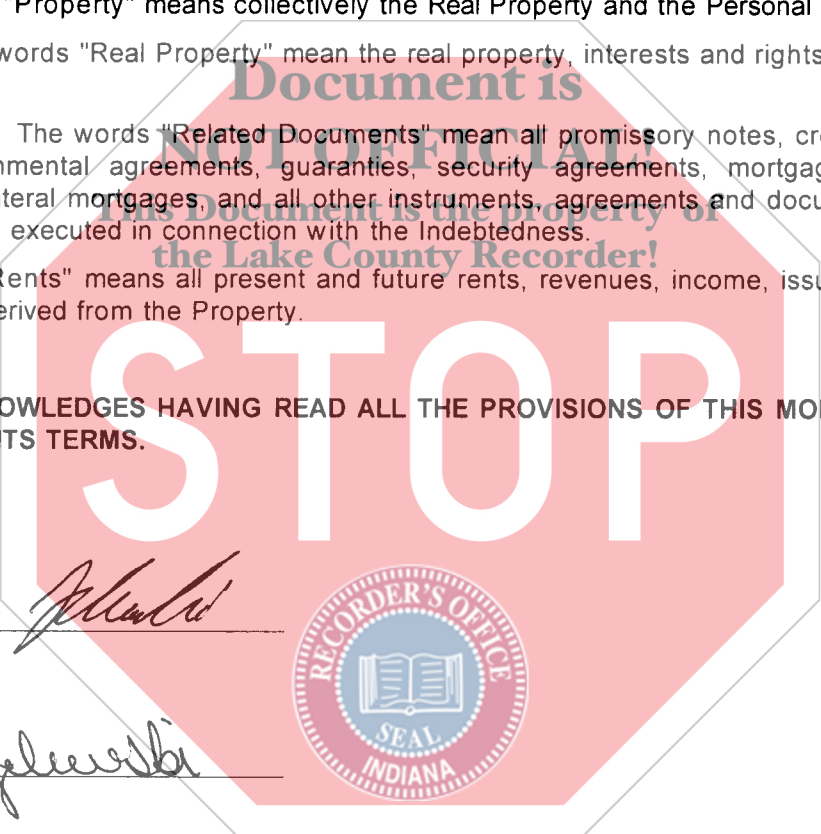 "Property" means collectively the Real Property and the Personal
words "Real Property" mean the real property, interests and rights
Document is
The words "Related Documents" mean all promissory notes, cre
NOT OFFICIAL!
nmental agreements, guaranties, security agreements, mortgag
ateral mortgages, and all other instruments, agreements and docu
This Document is the property of
executed in connection with the Indebtedness.
the Lake County Recorder!
Rents" means all present and future rents, revenues, income, issu
erived from the Property.
STOP
OWLEDGES HAVING READ ALL THE PROVISIONS OF THIS MOR
ITS TERMS.
RECORDER'S OFFICE
SEAL
INDIANA